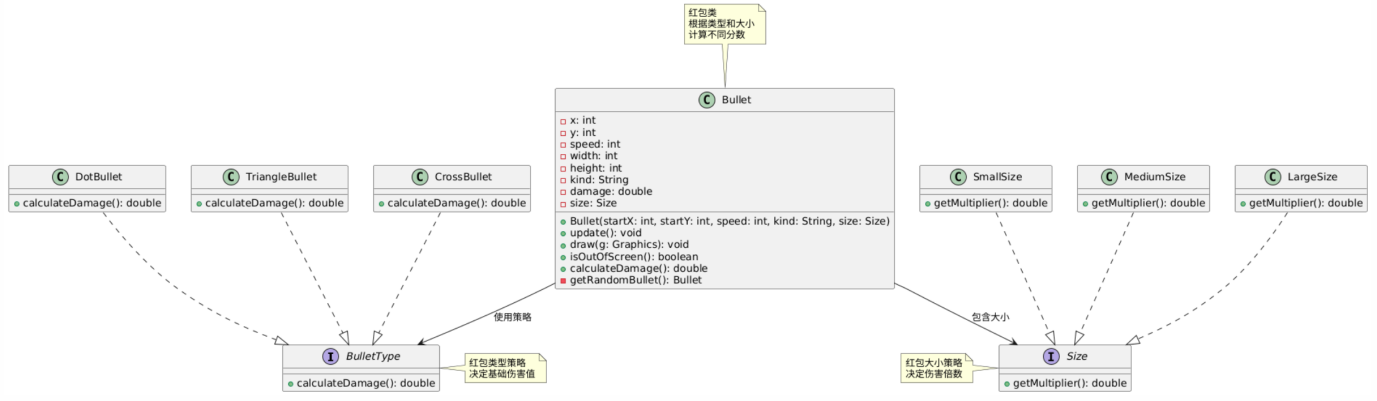 红包类
根据类型和大小
计算不同分数
C Bullet
x: int
y: int
speed: int
width: int
height: int
kind: String
damage: double
size: Size
Bullet(startX: int, startY: int, speed: int, kind: String, size: Size)
update(): void
draw(g: Graphics): void
isOutOfScreen(): boolean
calculateDamage(): double
getRandomBullet(): Bullet
C DotBullet
calculateDamage(): double
C TriangleBullet
calculateDamage(): double
C CrossBullet
calculateDamage(): double
C SmallSize
getMultiplier(): double
C MediumSize
getMultiplier(): double
C LargeSize
getMultiplier(): double
使用策略
包含大小
I BulletType
calculateDamage(): double
红包类型策略
决定基础伤害值
红包大小策略
决定伤害倍数
I Size
getMultiplier(): double